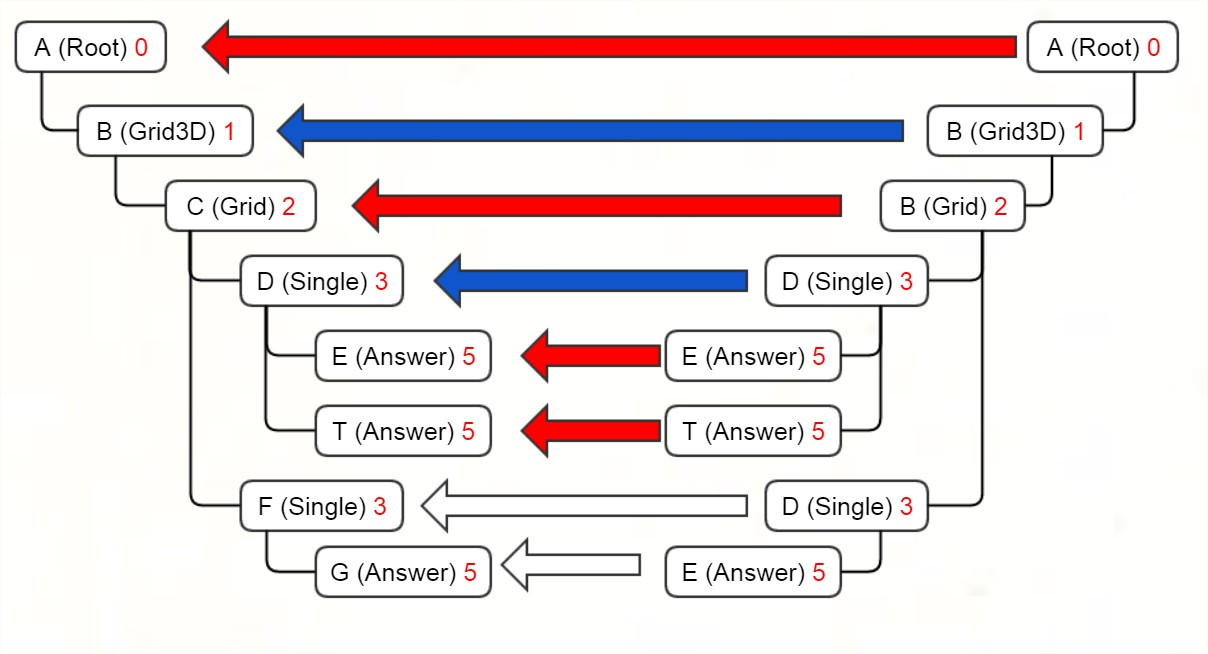 A (Root) 0
A (Root) 0
B (Grid3D) 1
B (Grid3D) 1
C (Grid) 2
B (Grid) 2
D (Single) 3
D (Single) 3
E (Answer) 5
E (Answer) 5
T (Answer) 5
T (Answer) 5
F (Single) 3
D (Single) 3
G (Answer) 5
E (Answer) 5